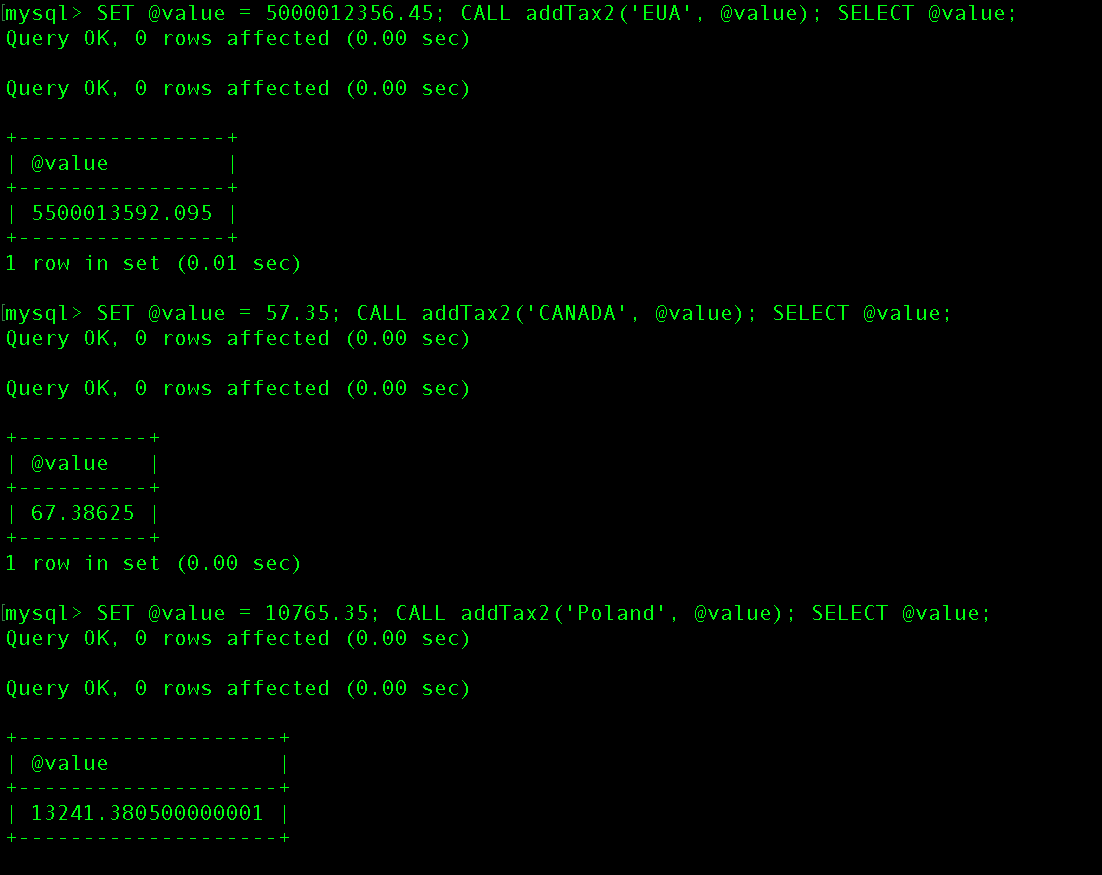 mysql> SET @value = 5000012356.45; CALL addTax2('EUA', @value); SELECT @value;
Query OK, 0 rows affected (0.00 sec)

Query OK, 0 rows affected (0.00 sec)

+----------------+
| @value         |
+----------------+
| 5500013592.095 |
+----------------+
1 row in set (0.01 sec)

mysql> SET @value = 57.35; CALL addTax2('CANADA', @value); SELECT @value;
Query OK, 0 rows affected (0.00 sec)

Query OK, 0 rows affected (0.00 sec)

+----------+
| @value   |
+----------+
| 67.38625 |
+----------+
1 row in set (0.00 sec)

mysql> SET @value = 10765.35; CALL addTax2('Poland', @value); SELECT @value;
Query OK, 0 rows affected (0.00 sec)

Query OK, 0 rows affected (0.00 sec)

+--------------------+
| @value             |
+--------------------+
| 13241.380500000001 |
+--------------------+